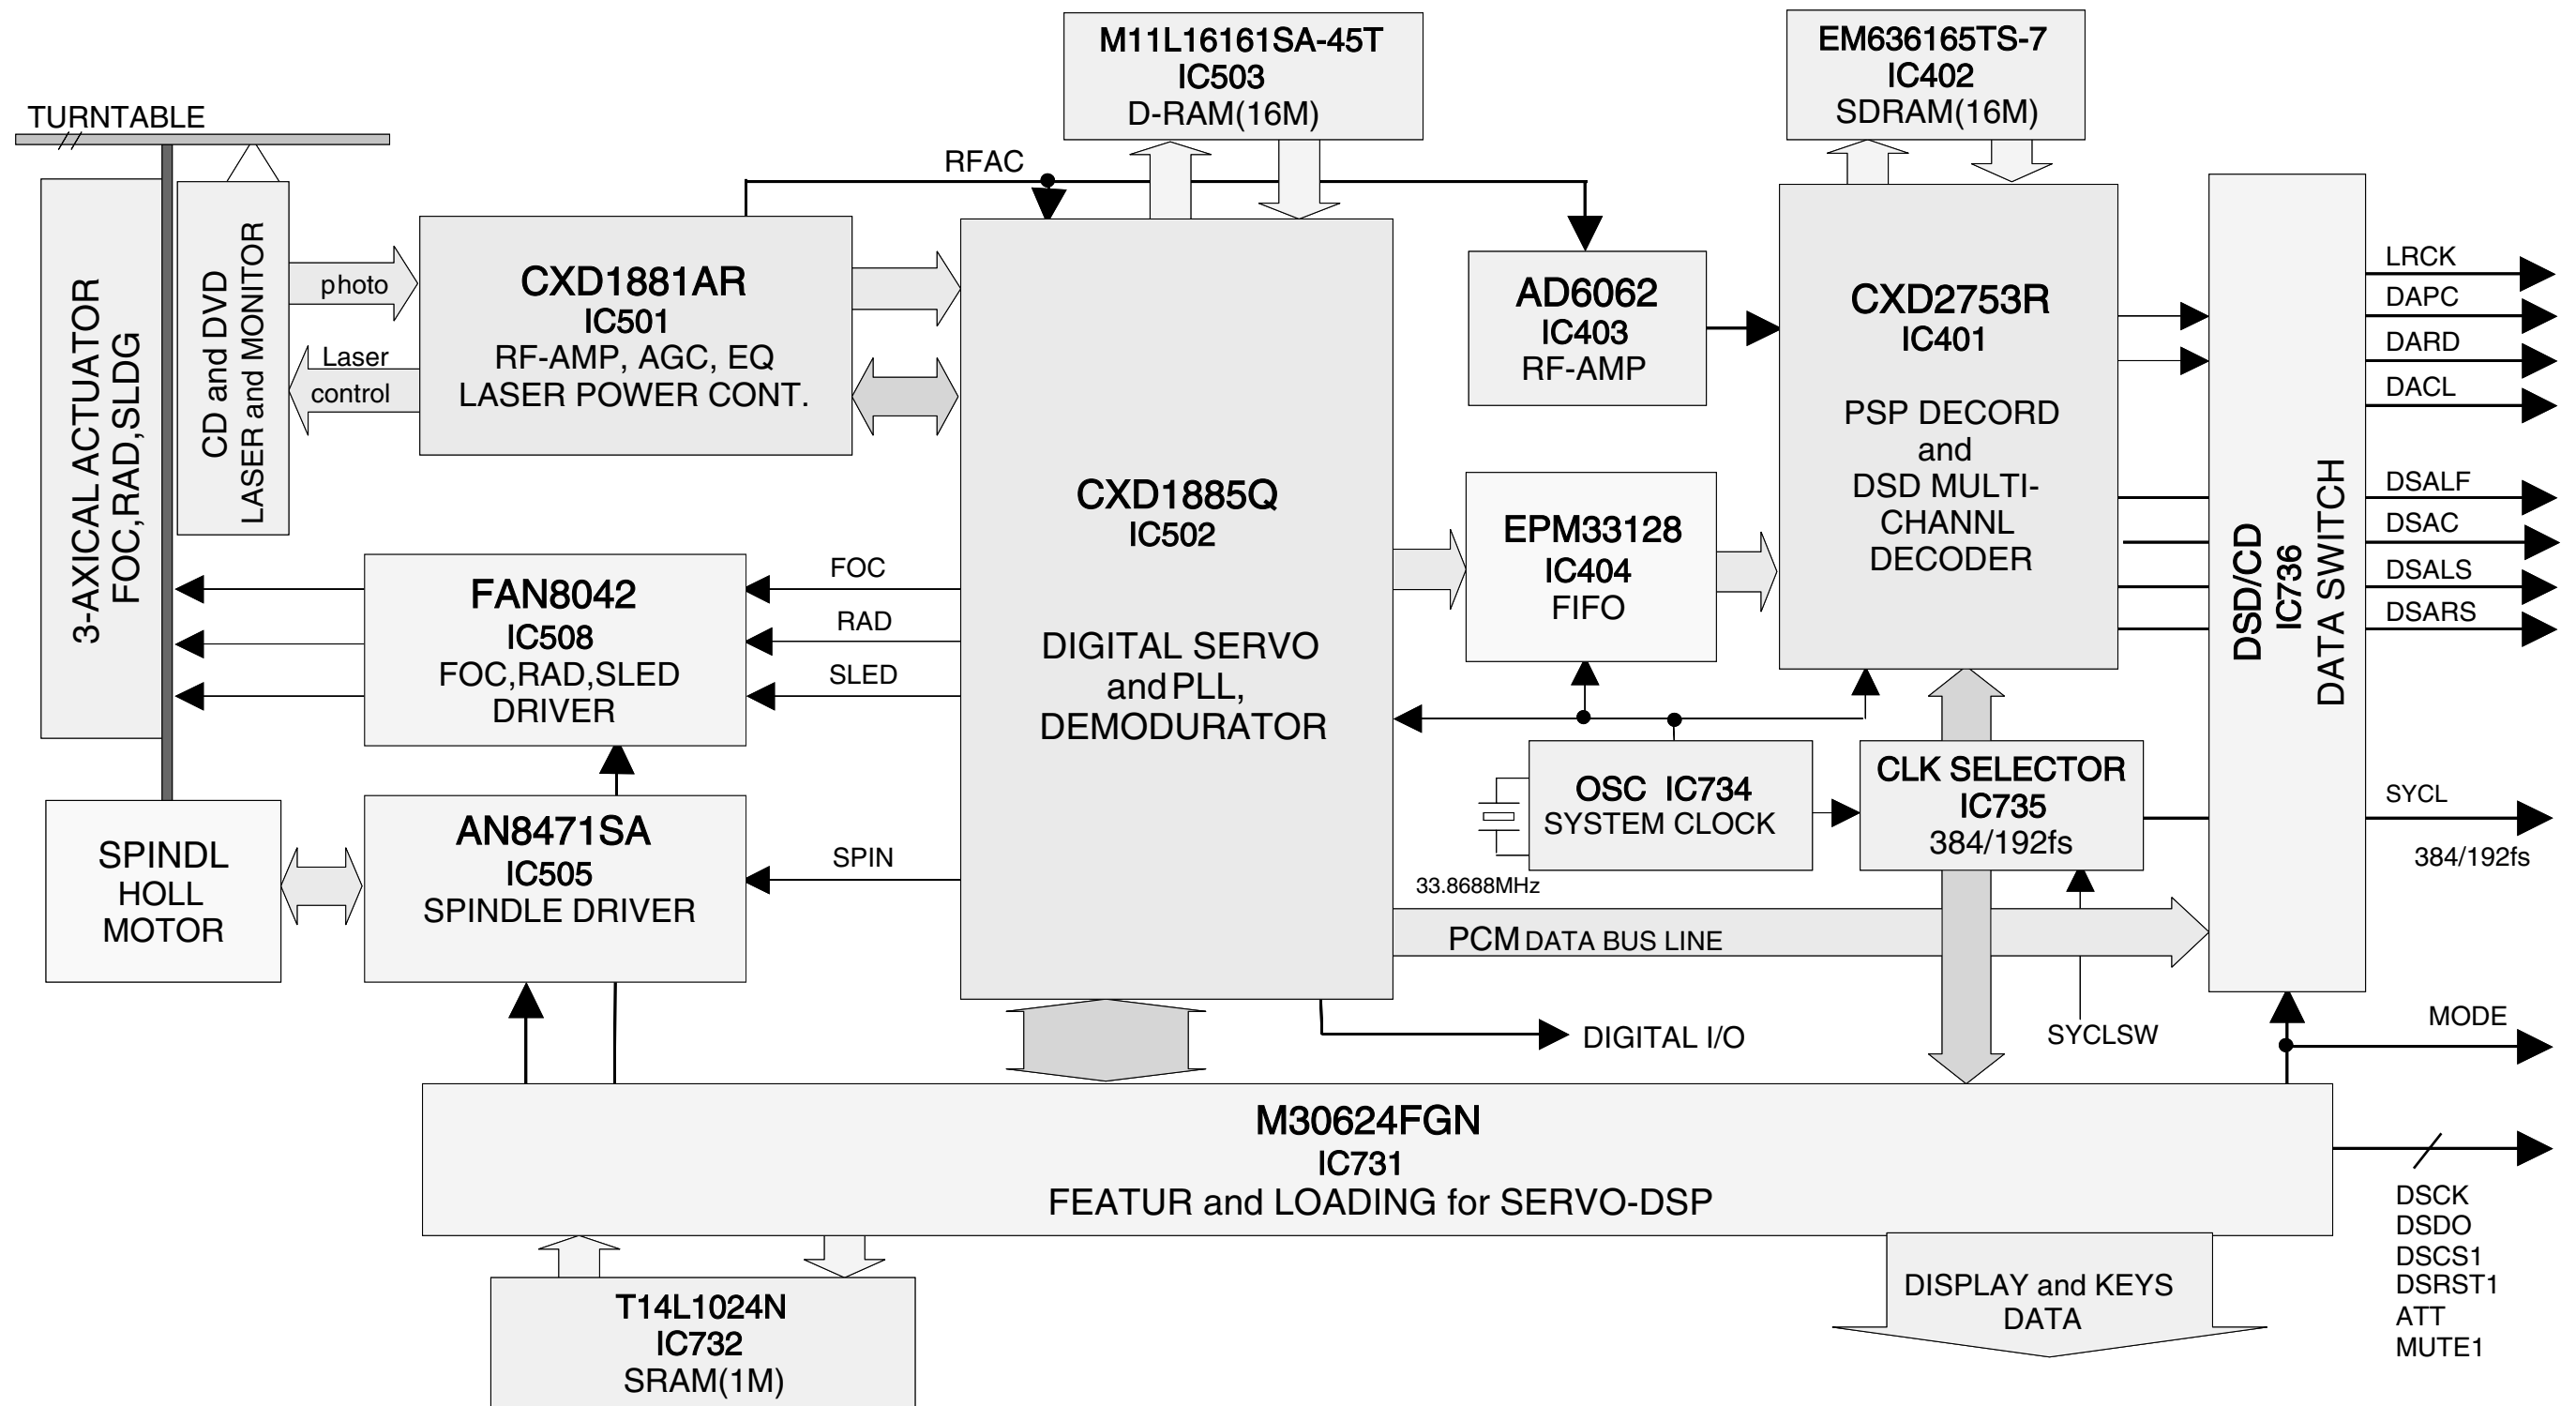 M11L16161SA-45T
IC503
D-RAM(16M)
EM636165TS-7
IC402
SDRAM(16M)
TURNTABLE
RFAC
3-AXICAL ACTUATOR
FOC,RAD,SLDG
CD and DVD
LASER and MONITOR
photo
Laser
control
CXD1881AR
IC501
RF-AMP, AGC, EQ
LASER POWER CONT.
CXD1885Q
IC502
DIGITAL SERVO
and PLL,
DEMODURATOR
AD6062
IC403
RF-AMP
CXD2753R
IC401
PSP DECORD
and
DSD MULTI-
CHANNL
DECODER
EPM33128
IC404
FIFO
DSD/CD
IC736
DATA SWITCH
LRCK
DAPC
DARD
DACL
DSALF
DSAC
DSALS
DSARS
SYCL
384/192fs
FAN8042
IC508
FOC,RAD,SLED
DRIVER
FOC
RAD
SLED
SPINDL
HOLL
MOTOR
AN8471SA
IC505
SPINDLE DRIVER
SPIN
OSC IC734
SYSTEM CLOCK
CLK SELECTOR
IC735
384/192fs
33.8688MHz
PCM DATA BUS LINE
DIGITAL I/O
SYCLSW
MODE
M30624FGN
IC731
FEATUR and LOADING for SERVO-DSP
DSCK
DSDO
DSCS1
DSRST1
ATT
MUTE1
T14L1024N
IC732
SRAM(1M)
DISPLAY and KEYS
DATA